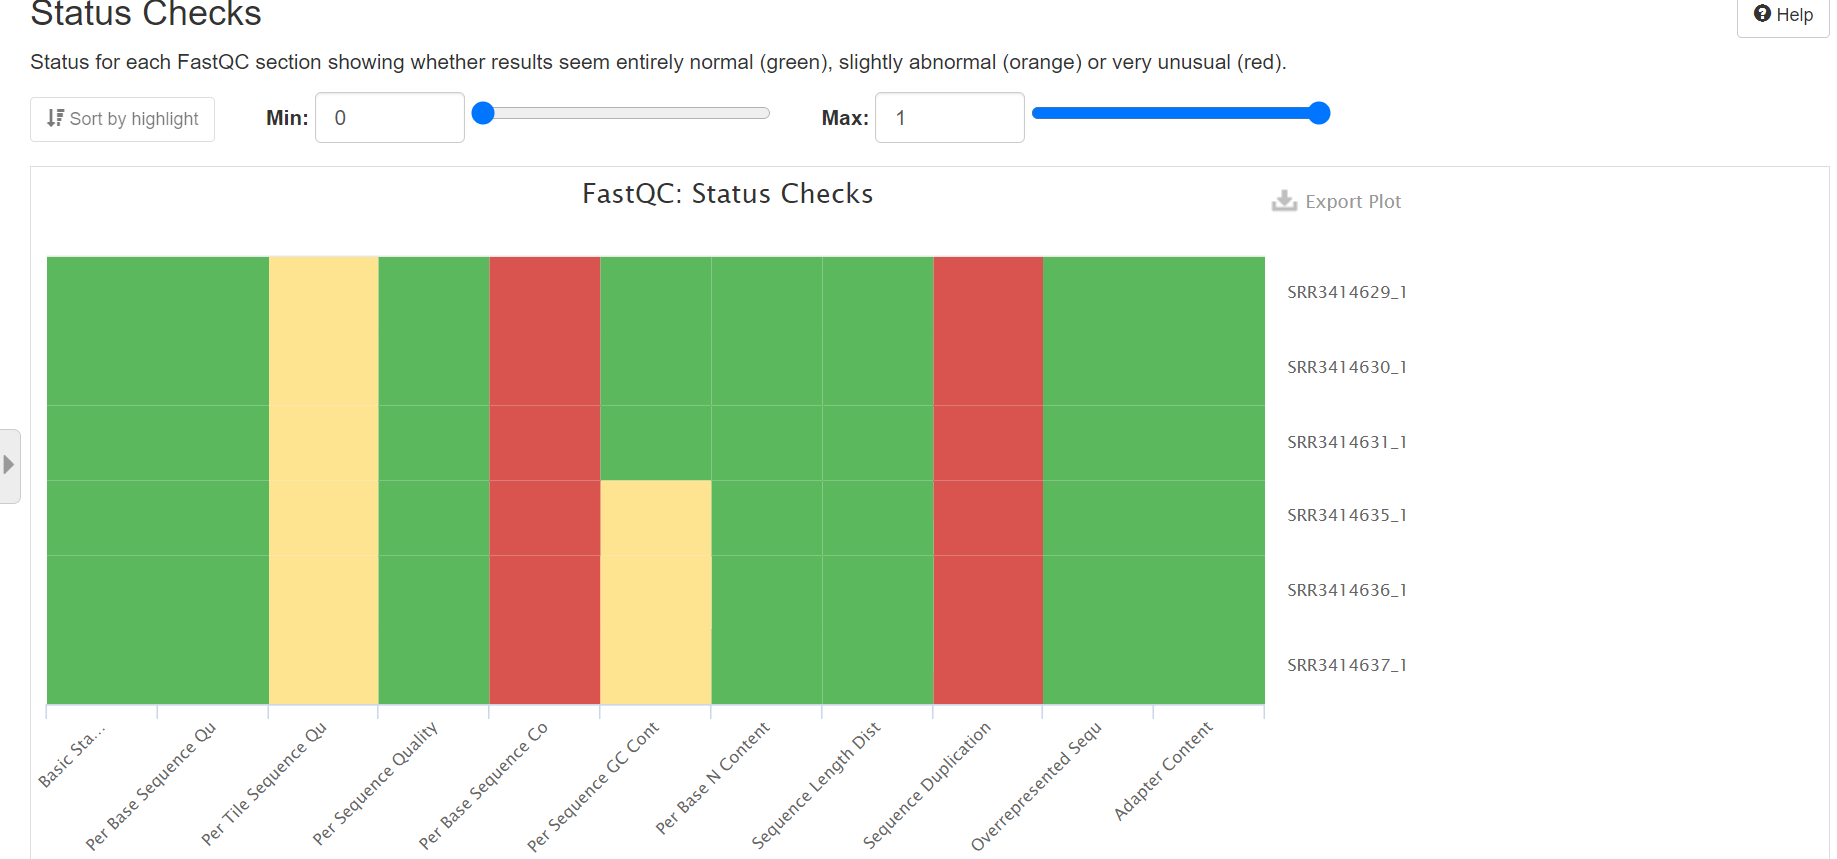 Status Checks
Help
Status for each FastQC section showing whether results seem entirely normal (green), slightly abnormal (orange) or very unusual (red).
Sort by highlight
Min:
0
Max:
1
FastQC: Status Checks
Export Plot
SRR3414629_1
SRR3414630_1
SRR3414631_1
SRR3414635_1
SRR3414636_1
SRR3414637_1
Basic Sta...
Per Base Sequence Qu
Per Tile Sequence Qu
Per Sequence Quality
Per Base Sequence Co
Per Sequence GC Cont
Per Base N Content
Sequence Length Dist
Sequence Duplication
Overrepresented Sequ
Adapter Content